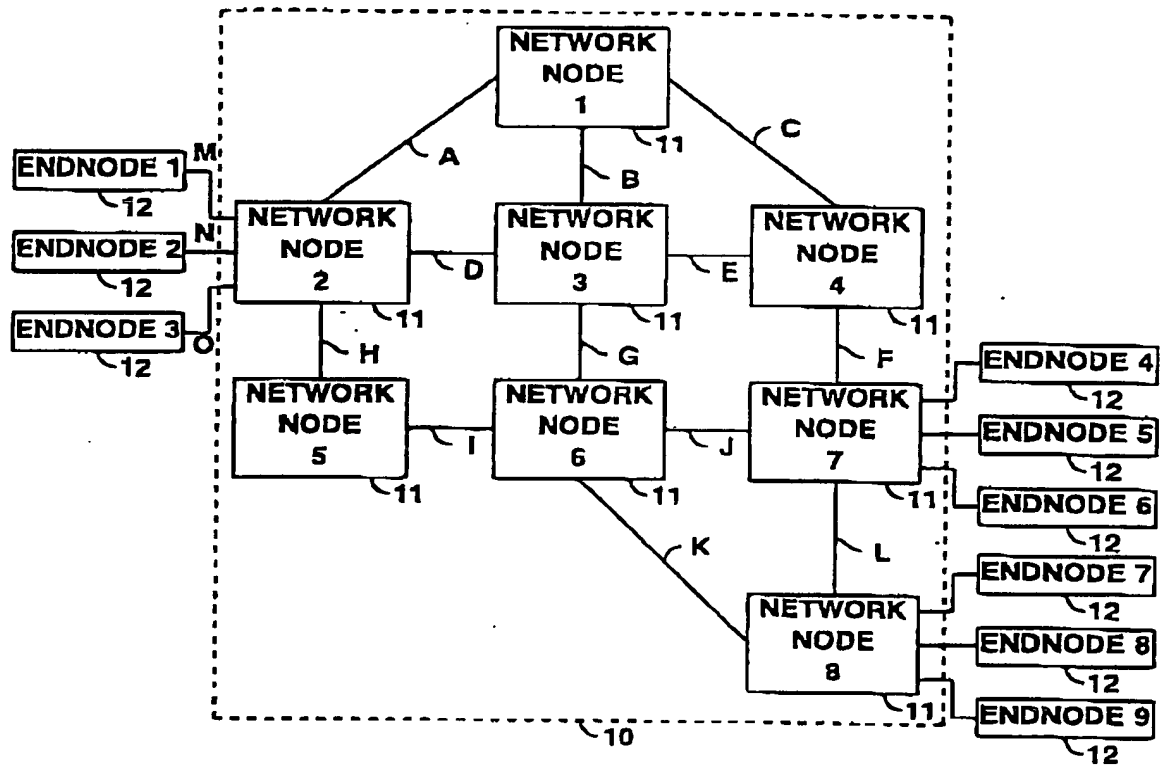 NETWORK
NODE
1
11
A
B
C
ENDNODE 1
12
M
ENDNODE 2
12
N
ENDNODE 3
12
O
NETWORK
NODE
2
11
D
NETWORK
NODE
3
11
E
NETWORK
NODE
4
11
H
G
F
NETWORK
NODE
5
11
I
NETWORK
NODE
6
11
J
NETWORK
NODE
7
11
ENDNODE 4
12
ENDNODE 5
12
ENDNODE 6
12
K
L
NETWORK
NODE
8
11
ENDNODE 7
12
ENDNODE 8
12
ENDNODE 9
12
10